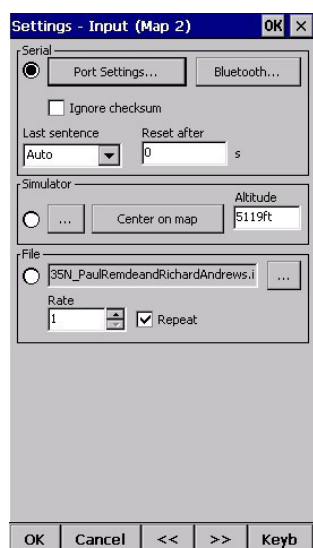 Settings - Input (Map 2) OK ×
Serial
Port Settings... Bluetooth...
Ignore checksum
Last sentence Reset after
Auto 0 s
Simulator
Altitude
... Center on map 5119ft
File
35N_PaulRemdeandRichardAndrews.i ...
Rate
1 Repeat
OK Cancel << >> Keyb